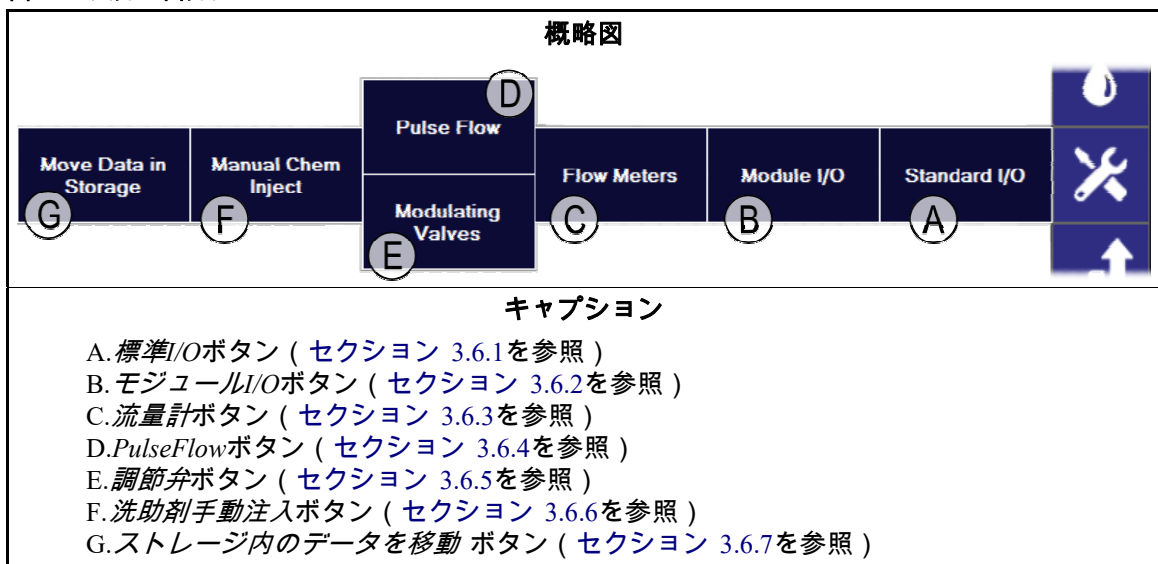 概略図
D
Pulse Flow
Move Data in
Storage
G
Manual Chem
Inject
F
Modulating
Valves
E
Flow Meters
C
Module I/O
B
Standard I/O
A
キャプション
A.標準I/Oボタン（セクション 3.6.1を参照）
B.モジュールI/Oボタン（セクション 3.6.2を参照）
C.流量計ボタン（セクション 3.6.3を参照）
D.PulseFlowボタン（セクション 3.6.4を参照）
E.調節弁ボタン（セクション 3.6.5を参照）
F.洗助剤手動注入ボタン（セクション 3.6.6を参照）
G.ストレージ内のデータを移動 ボタン（セクション 3.6.7を参照）